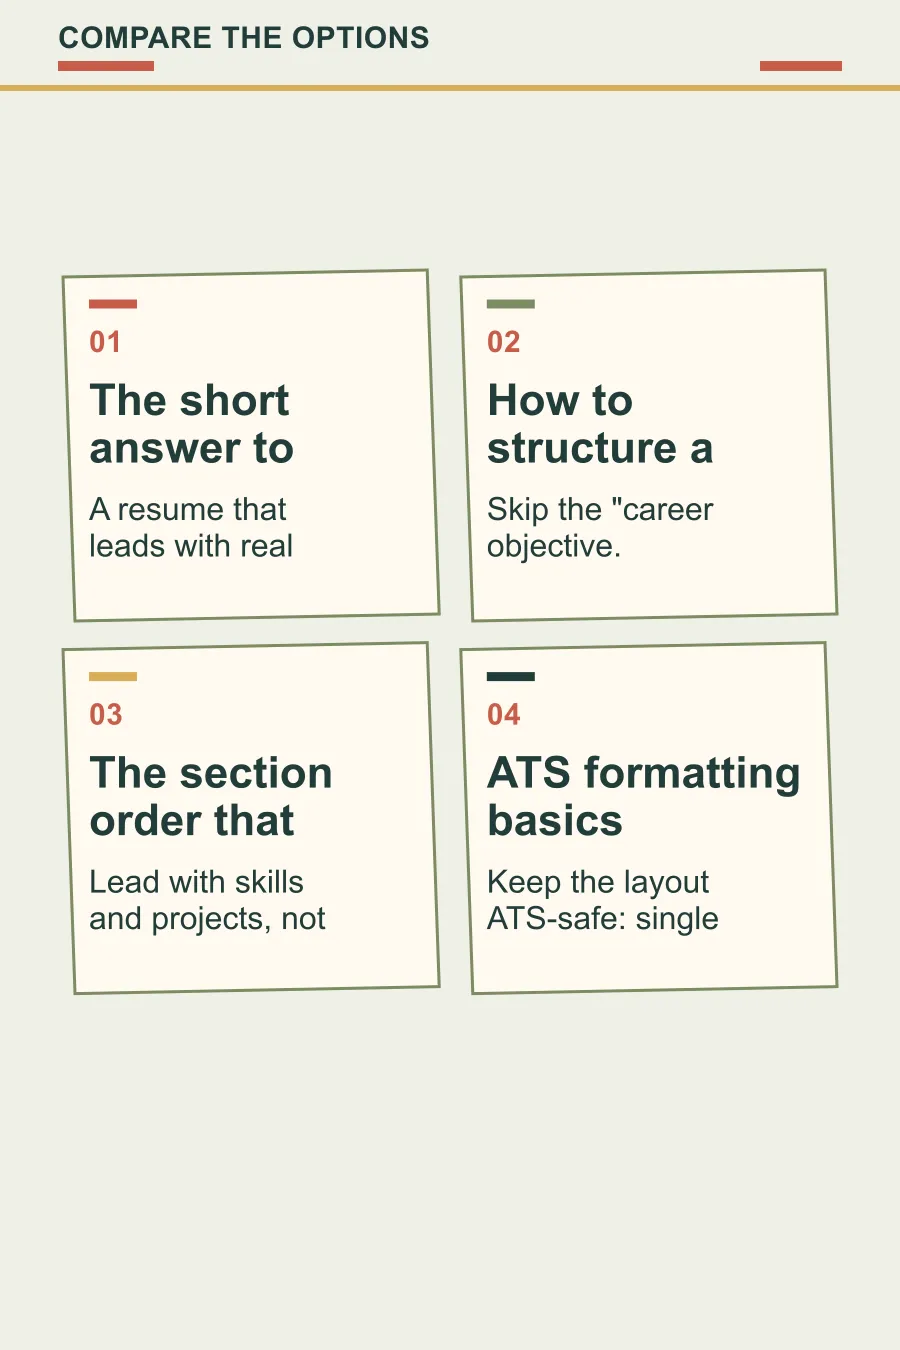 COMPARE THE OPTIONS
01
The short
answer to
A resume that
leads with real
02
How to
structure a
Skip the "career
objective.
03
The section
order that
Lead with skills
and projects, not
04
ATS formatting
basics
Keep the layout
ATS-safe: single